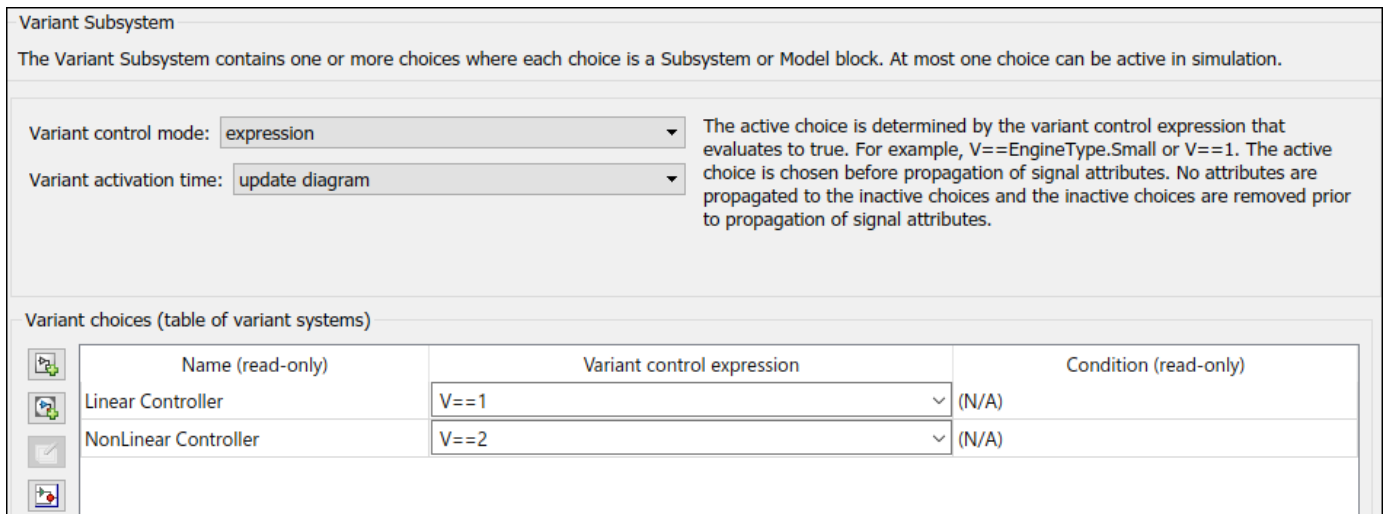 Variant Subsystem
The Variant Subsystem contains one or more choices where each choice is a Subsystem or Model block. At most one choice can be active in simulation.
Variant control mode: expression
Variant activation time: update diagram
The active choice is determined by the variant control expression that
evaluates to true. For example, V==EngineType.Small or V==1. The active
choice is chosen before propagation of signal attributes. No attributes are
propagated to the inactive choices and the inactive choices are removed prior
to propagation of signal attributes.
Variant choices (table of variant systems)
Name (read-only) Variant control expression Condition (read-only)
Linear Controller V==1 (N/A)
NonLinear Controller V==2 (N/A)